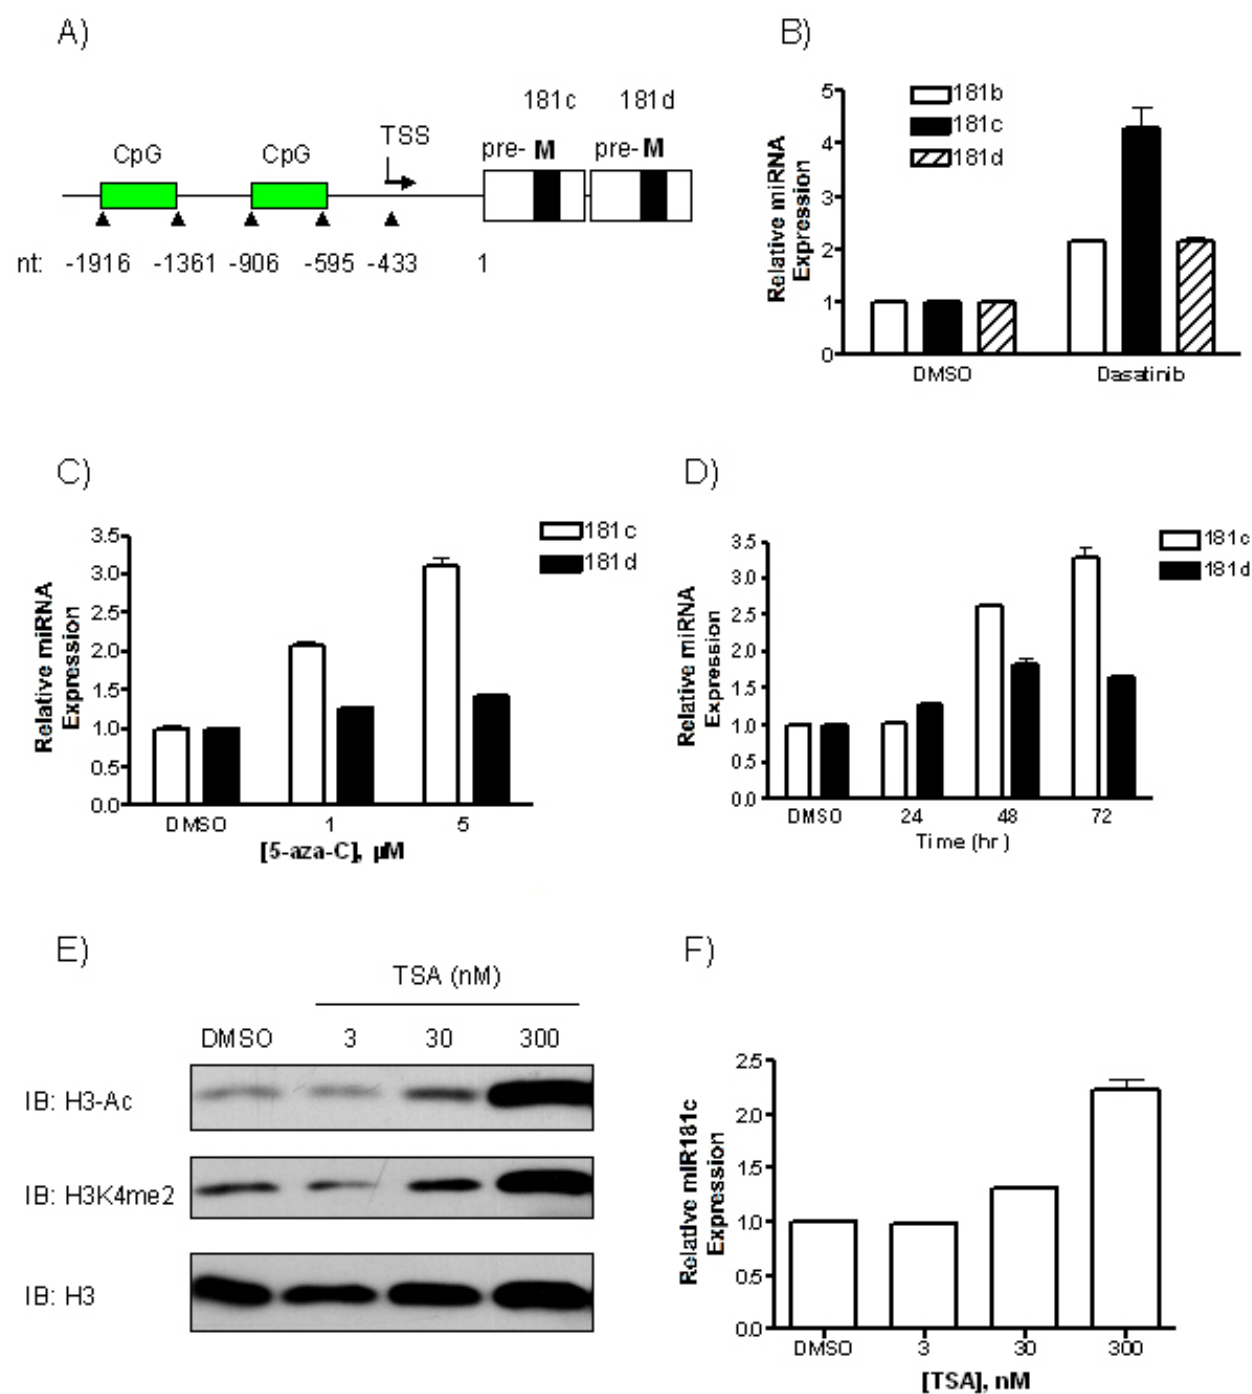 A)
181c 181d
TSS
pre- M pre- M
CpG CpG
nt: -1916 -1361 -906 -595 -433 1
B)
Relative miRNA
Expression
5
4
3
2
1
0
181b
181c
181d
DMSO Dasatinib
C)
Relative miRNA
Expression
3.5
3.0
2.5
2.0
1.5
1.0
0.5
0.0
181c
181d
DMSO 1 5
[5-aza-C], µM
D)
Relative miRNA
Expression
3.5
3.0
2.5
2.0
1.5
1.0
0.5
0.0
181c
181d
DMSO 24 48 72
Time (hr)
E)
TSA (nM)
DMSO 3 30 300
IB: H3-Ac
IB: H3K4me2
IB: H3
F)
Relative miR181c
Expression
2.5
2.0
1.5
1.0
0.5
0.0
DMSO 3 30 300
[TSA], nM